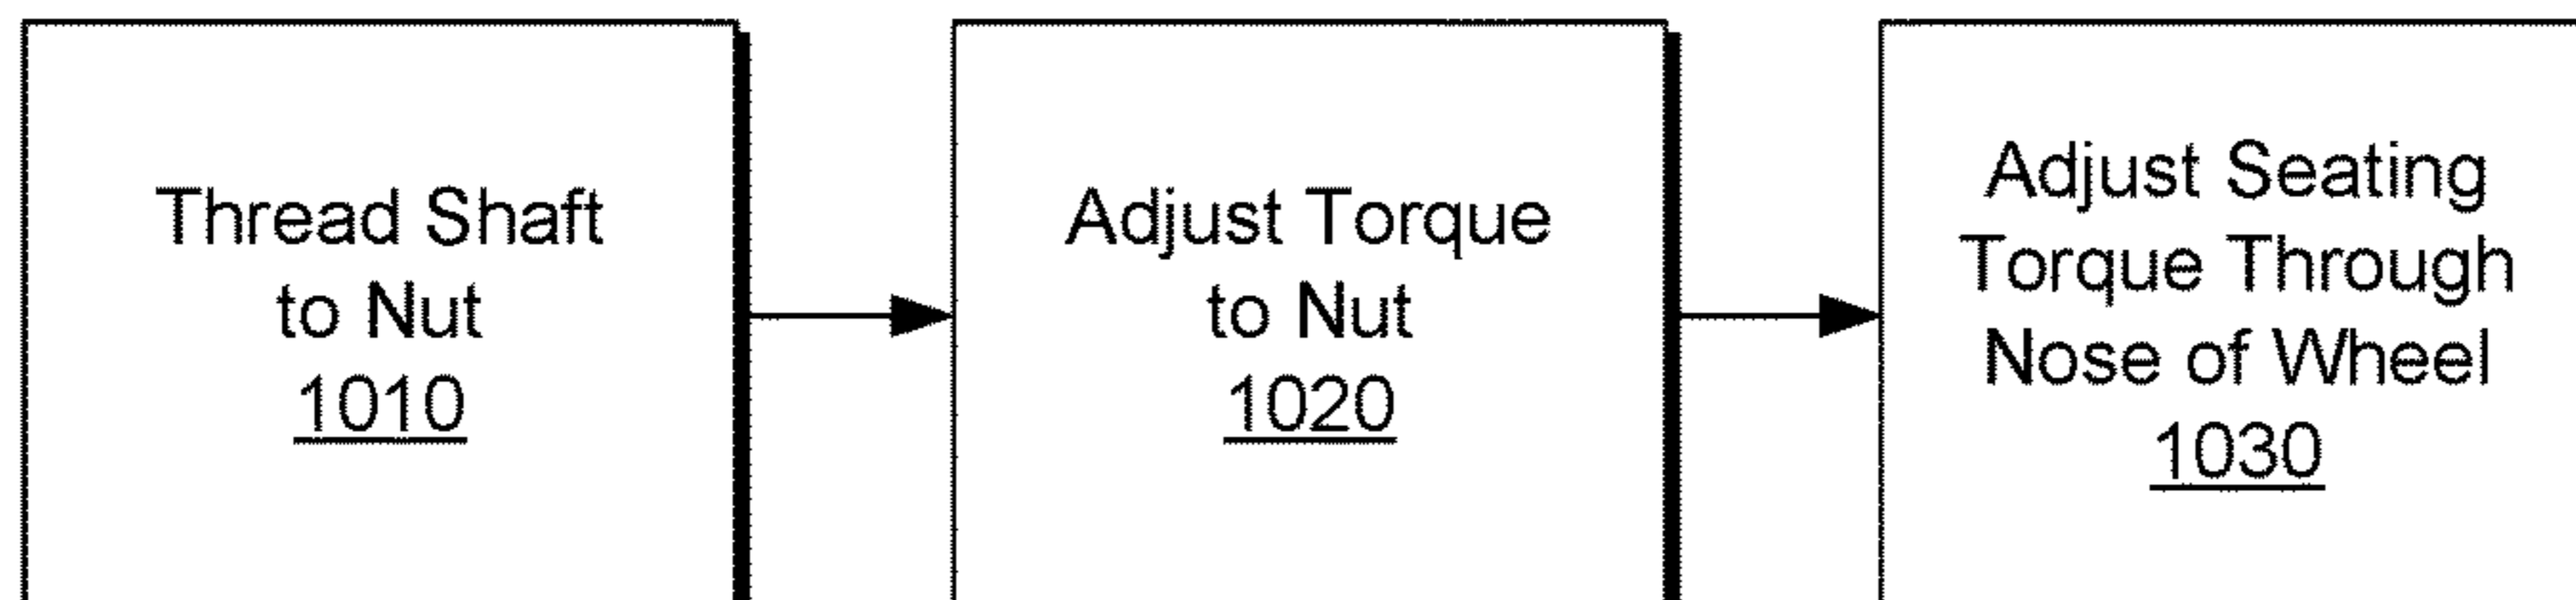 Thread Shaft
to Nut
1010
Adjust Torque
to Nut
1020
Adjust Seating
Torque Through
Nose of Wheel
1030